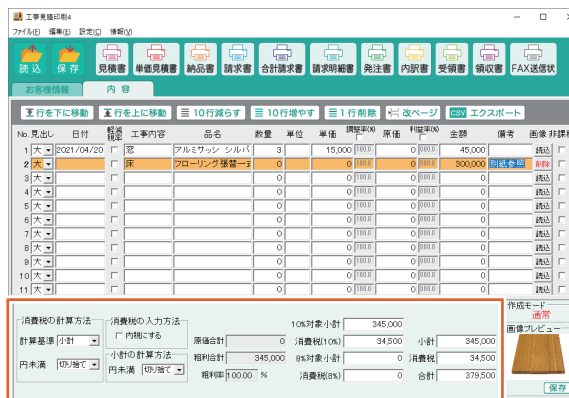 工事見積印刷4
ファイル(F) 編集(E) 設定(C) 情報(V)
読込 保存 見積書 単価見積書 納品書 請求書 合計請求書 請求明細書 発注書 内訳書 受領書 領収書 FAX送信状
お客様情報 内容
行を下に移動 行を上に移動 10行減らす 10行増やす 1行削除 改ページ CSV エクスポート
No. 見出し 日付 軽減税率 工事内容 品名 数量 単位 単価 調整率(%) 原価 利益率(%) 金額 備考 画像 非課税
1 大 2021/04/20 窓 アルミサッシ シルバ 3 15,000 100.0 0 000.0 45,000 読込
2 大 床 フローリング張替一式 0 0 100.0 0 000.0 300,000 別紙参照 削除
3 大 0 0 100.0 0 000.0 0 読込
4 大 0 0 100.0 0 000.0 0 読込
5 大 0 0 100.0 0 000.0 0 読込
6 大 0 0 100.0 0 000.0 0 読込
7 大 0 0 100.0 0 000.0 0 読込
8 大 0 0 100.0 0 000.0 0 読込
9 大 0 0 100.0 0 000.0 0 読込
10 大 0 0 100.0 0 000.0 0 読込
11 大 0 0 100.0 0 000.0 0 読込
作成モード
通常
画像プレビュー
保存
消費税の計算方法 消費税の入力方法
計算基準 小計 内税にする
円未満 切り捨て 小計の計算方法
円未満 切り捨て
10%対象小計 345,000
原価合計 0 消費税(10%) 34,500 小計 345,000
粗利合計 345,000 8%対象小計 0 消費税 34,500
粗利率 100.00 % 消費税(8%) 0 合計 379,500